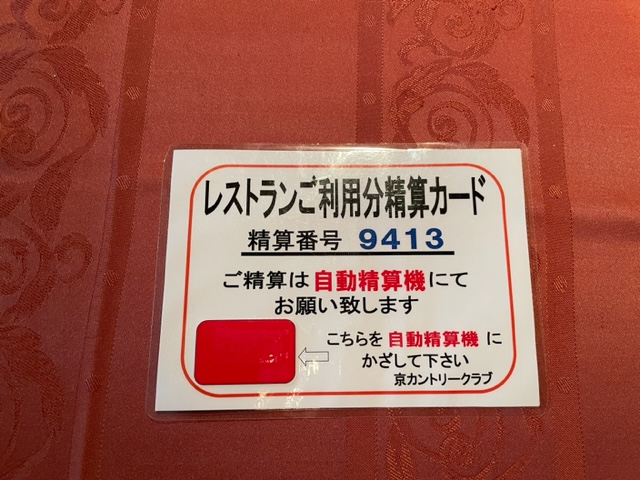 レストランご利用分精算カード
精算番号 9413
ご精算は自動精算機にて
お願い致します
こちらを自動精算機に
かざして下さい
京カントリークラブ